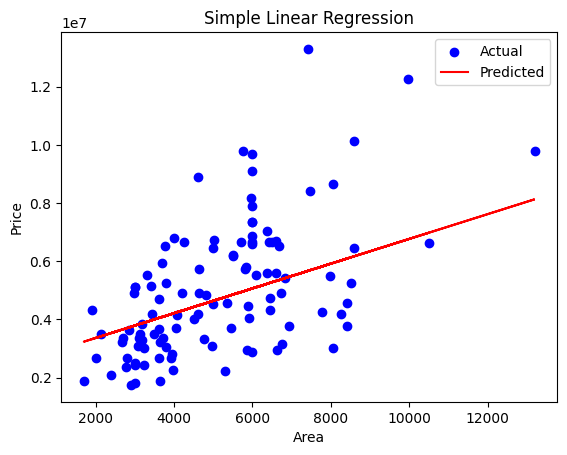 Simple Linear Regression
1e7
Actual
Predicted
Price
1.2
1.0
0.8
0.6
0.4
0.2
2000 4000 6000 8000 10000 12000
Area